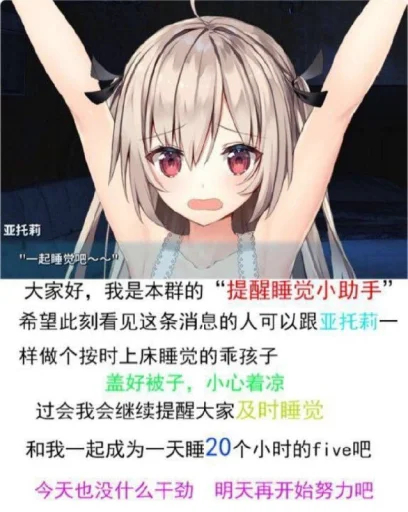 亚托莉
"一起睡觉吧～～"
大家好，我是本群的“提醒睡觉小助手”
希望此刻看见这条消息的人可以跟亚托莉一
样做个按时上床睡觉的乖孩子
盖好被子，小心着凉
过会我会继续提醒大家及时睡觉
和我一起成为一天睡20个小时的five吧
今天也没什么干劲　明天再开始努力吧